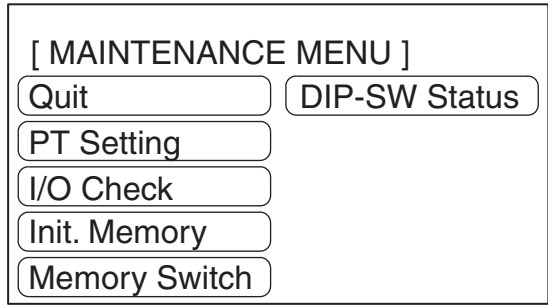 [ MAINTENANCE MENU ]
Quit DIP-SW Status
PT Setting
I/O Check
Init. Memory
Memory Switch